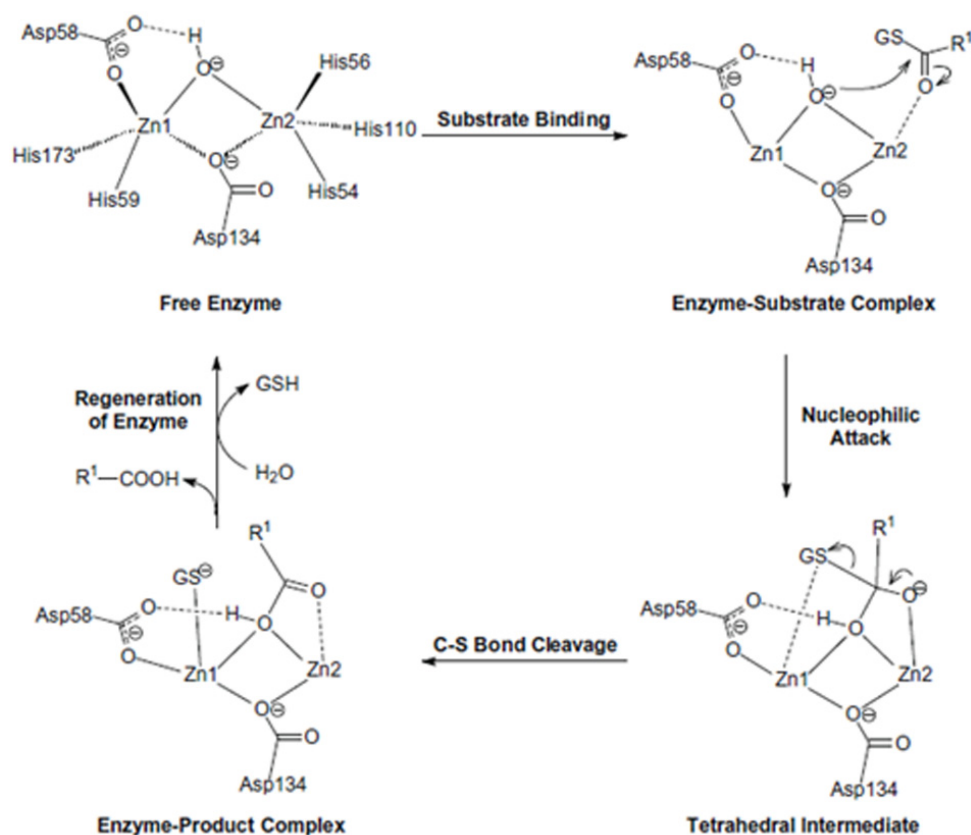 Asp58
O
H
O
O⊖
⊖
His56
Zn1
Zn2
His110
His173
O⊖
O
His59
His54
Asp134
Free Enzyme
Substrate Binding
Asp58
O
H
⊖
O
O⊖
GS
R¹
O
Zn1
Zn2
O⊖
O
Asp134
Enzyme-Substrate Complex
Nucleophilic
Attack
R¹
GS
O⊖
Asp58
O
H
O
⊖
O
Zn1
Zn2
O⊖
O
Asp134
Tetrahedral Intermediate
C-S Bond Cleavage
R¹
GS⊖
O
Asp58
O
H
O
⊖
O
Zn1
Zn2
O⊖
O
Asp134
Enzyme-Product Complex
Regeneration
of Enzyme
GSH
H₂O
R¹—COOH